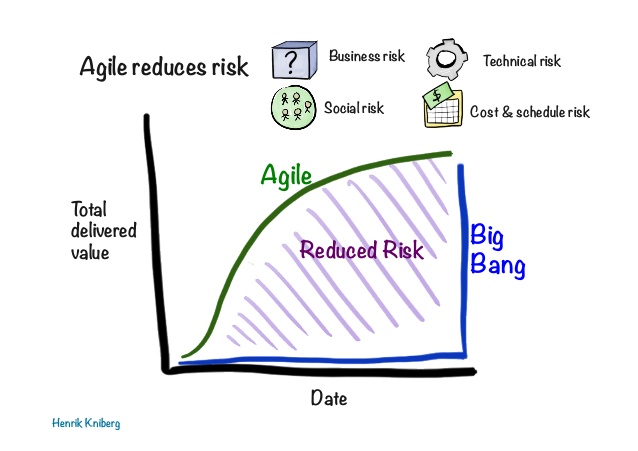 Agile reduces risk
?
Business risk
Technical risk
Social risk
$
Cost & schedule risk
Total
delivered
value
Agile
Reduced Risk
Big
Bang
Date
Henrik Kniberg